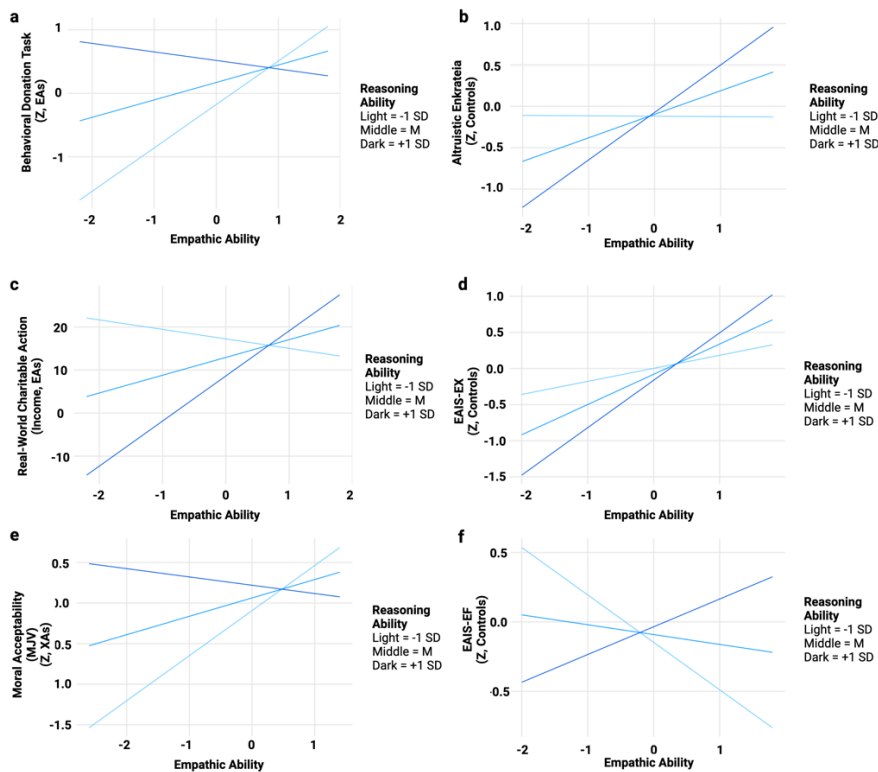 a
1
0
-1
-2
-1
0
1
2
Behavioral Donation Task
(Z, EAs)
Empathic Ability
Reasoning
Ability
Light = -1 SD
Middle = M
Dark = +1 SD
b
1.0
0.5
-0.0
-0.5
-1.0
-2
-1
0
1
Altruistic Enkrateia
(Z, Controls)
Empathic Ability
Reasoning
Ability
Light = -1 SD
Middle = M
Dark = +1 SD
c
20
10
0
-10
-2
-1
0
1
2
Real-World Charitable Action
(Income, EAs)
Empathic Ability
Reasoning
Ability
Light = -1 SD
Middle = M
Dark = +1 SD
d
1.0
0.5
0.0
-0.5
-1.0
-1.5
-2
-1
0
1
EAIS-EX
(Z, Controls)
Empathic Ability
Reasoning
Ability
Light = -1 SD
Middle = M
Dark = +1 SD
e
0.5
0.0
0.5
1.0
-1.5
-2
-1
0
1
Moral Acceptability
(MJV)
(Z, XAs)
Empathic Ability
Reasoning
Ability
Light = -1 SD
Middle = M
Dark = +1 SD
f
0.5
0.0
-0.5
-2
-1
0
1
EAIS-EF
(Z, Controls)
Empathic Ability
Reasoning
Ability
Light = -1 SD
Middle = M
Dark = +1 SD